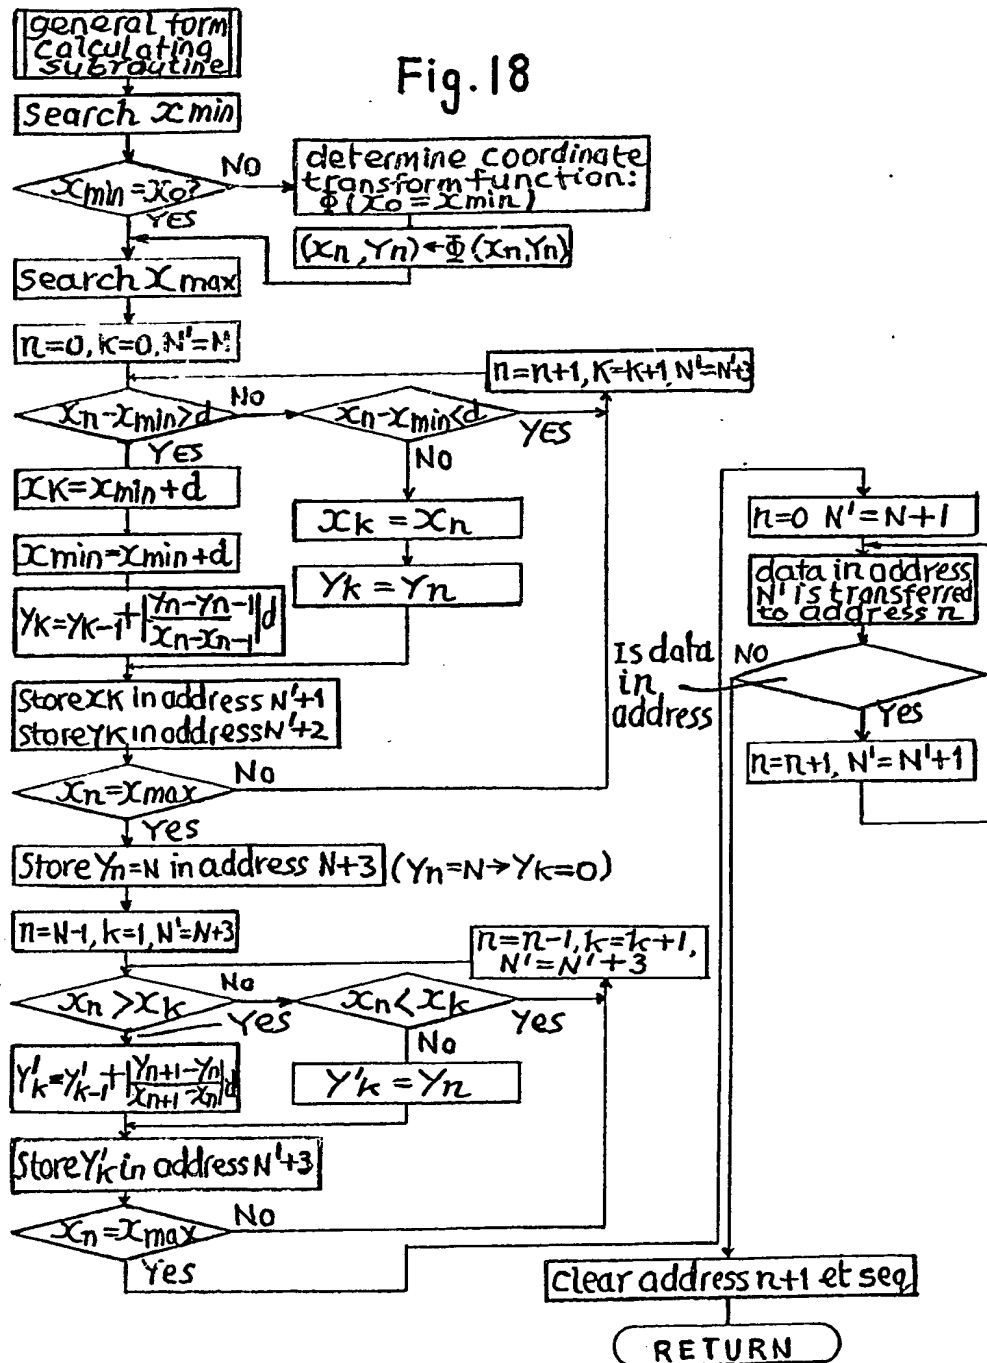 general form
calculating
subroutine
Fig.18
search xmin
xmin=x0?
NO
YES
determine coordinate
transform function:
Φ(x0=xmin)
(xn,Yn)←Φ(xn,Yn)
search xmax
n=0,K=0,N'=N
n=n+1,K=k+1,N'=N'+3
xn-xmin>d
No
YES
xn-xmin<d
YES
NO
xK=xmin+d
xmin=xmin+d
YK=YK-1+|Yn-Yn-1/xn-xn-1|d
xk=xn
Yk=Yn
Store xK in address N'+1
store YK in address N'+2
xn=xmax
No
Yes
Store Yn=N in address N+3 (Yn=N→Yk=0)
n=N-1,k=1,N'=N+3
n=n-1,k=k+1,
N'=N'+3
xn>xk
No
Yes
xn<xk
Yes
No
Y'k=Y'k-1+|Yn+1-Yn/xn+1-xn|d
Y'k=Yn
Store Y'k in address N'+3
xn=xmax
No
Yes
n=0 N'=N+1
data in address
N' is transferred
to address n
Is data
in
address
NO
Yes
n=n+1, N'=N'+1
clear address n+1 et seq
RETURN